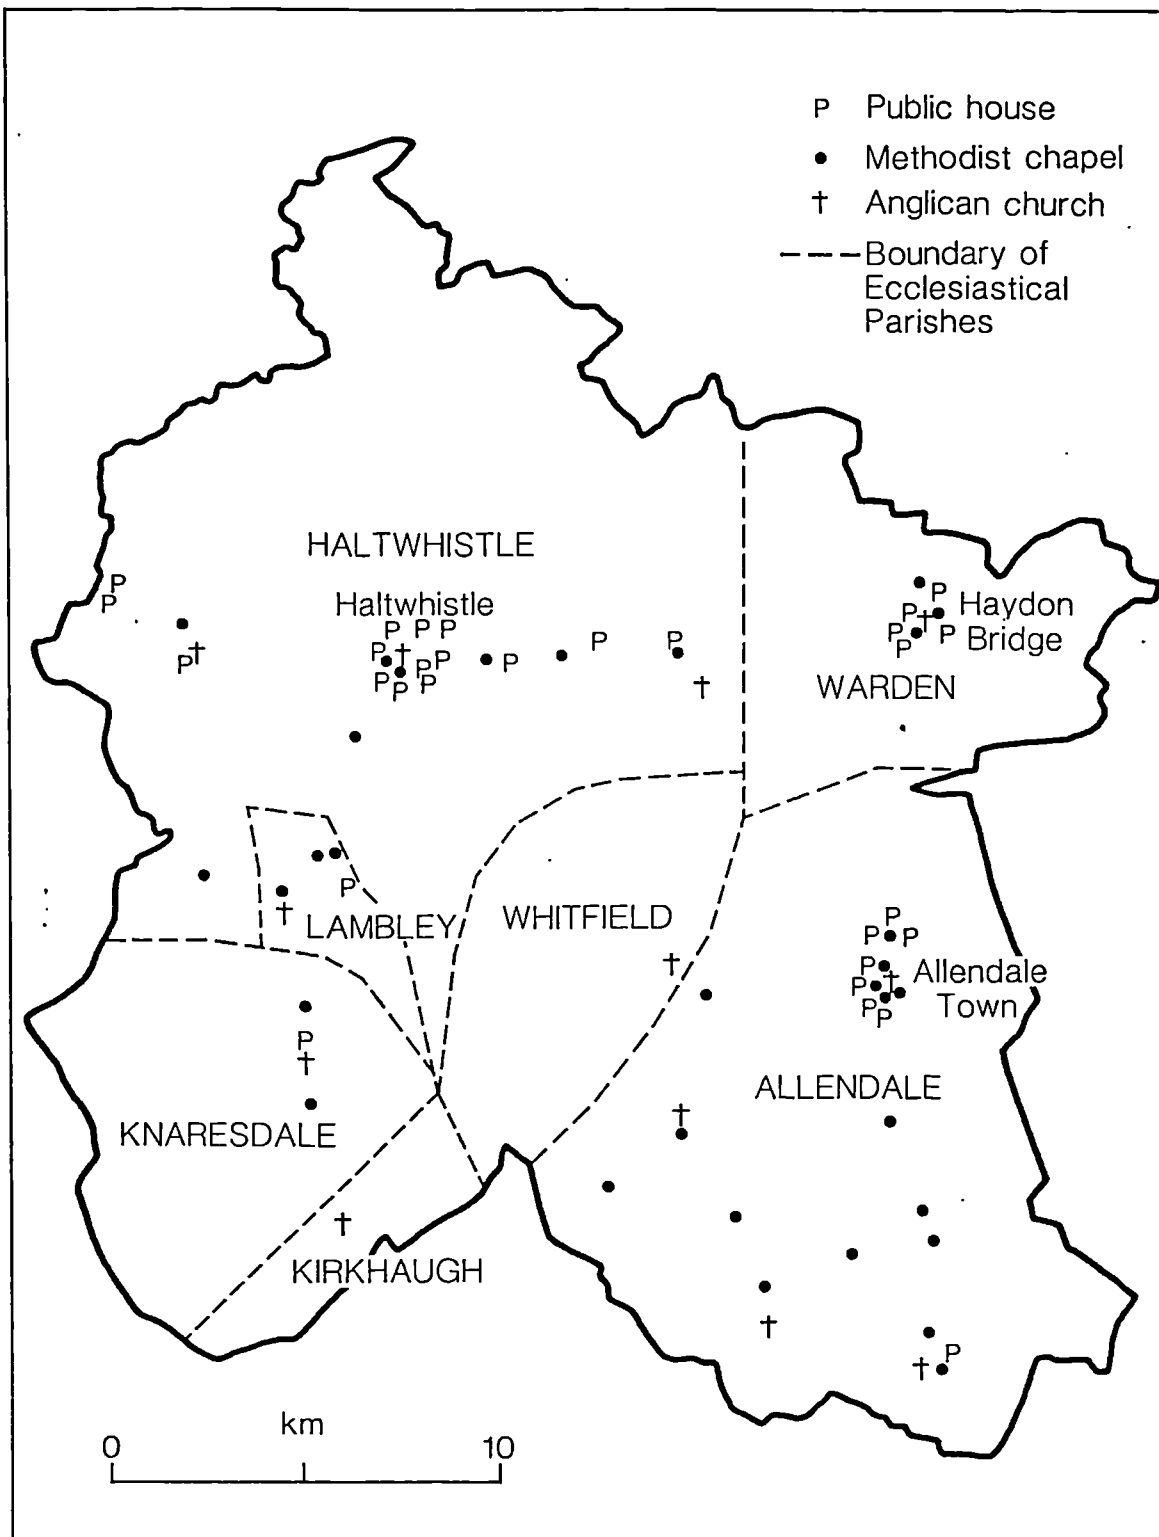 P Public house
Methodist chapel
† Anglican church
Boundary of
Ecclesiastical
Parishes
HALTWHISTLE
P
P
Haltwhistle
P P P
P † P
P P
P P P
P
P
P †
P
Haydon
P † P
Bridge
P
†
WARDEN
P
†
LAMBLEY
WHITFIELD
†
P
P P
P
Allendale
P †
Town
P
P
P
†
KNARESDALE
ALLENDALE
†
†
KIRKHAUGH
†
† P
km
0 10